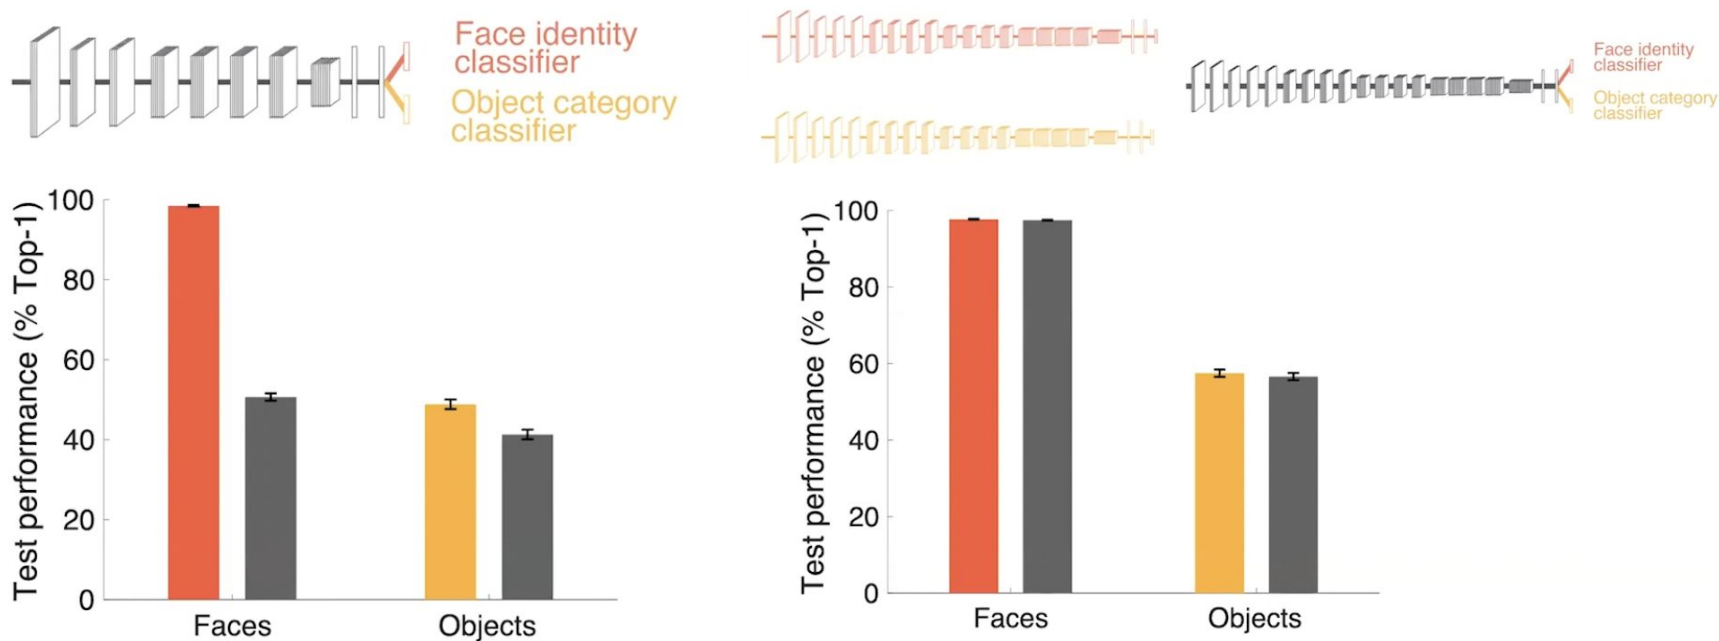 Face identity
classifier
Object category
classifier
Face identity
classifier
Object category
classifier
Test performance (% Top-1)
100
80
60
40
20
0
Faces
Objects
Test performance (% Top-1)
100
80
60
40
20
0
Faces
Objects